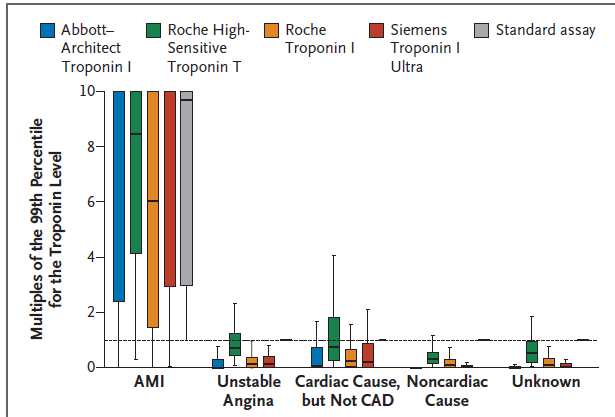 Abbott–
Architect
Troponin I
Roche High-
Sensitive
Troponin T
Roche
Troponin I
Siemens
Troponin I
Ultra
Standard assay
Multiples of the 99th Percentile
for the Troponin Level
10
8
6
4
2
0
AMI
Unstable
Angina
Cardiac Cause,
but Not CAD
Noncardiac
Cause
Unknown